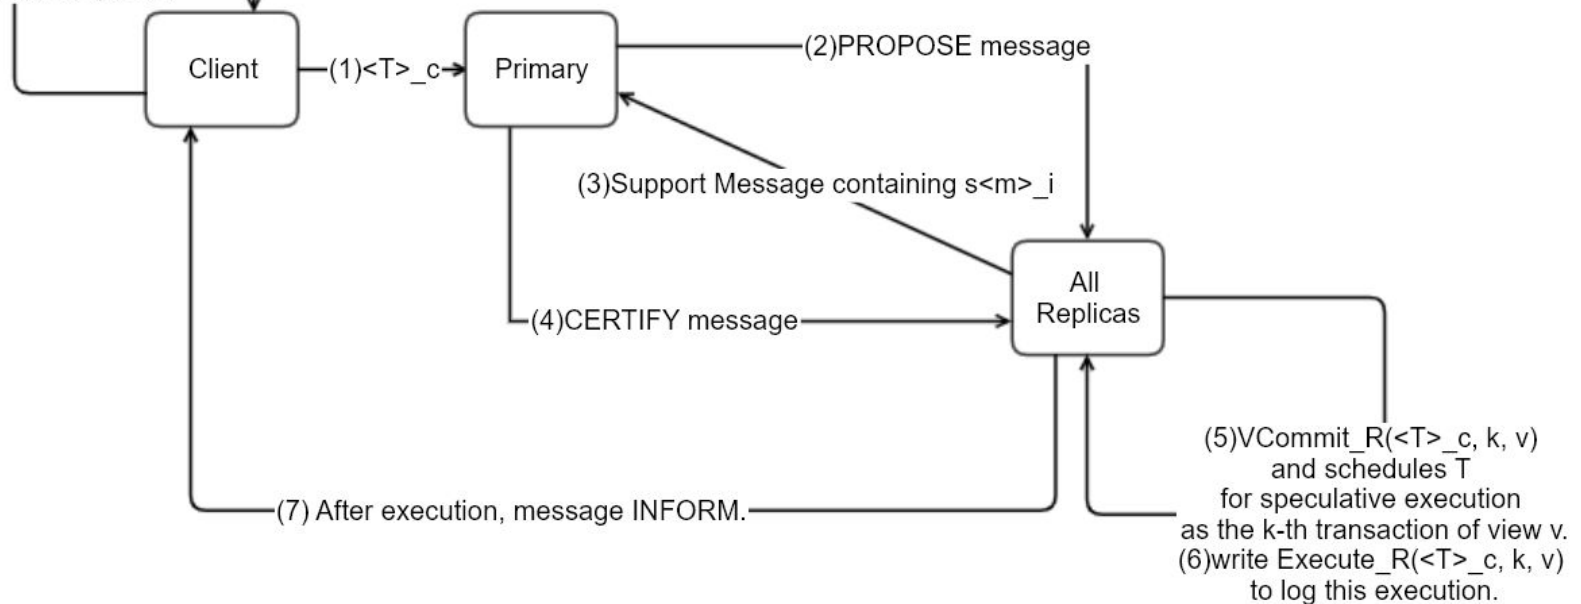 Client
(1)<T>_c
Primary
(2)PROPOSE message
(3)Support Message containing s<m>_i
All
Replicas
(4)CERTIFY message
(5)VCommit_R(<T>_c, k, v)
and schedules T
for speculative execution
as the k-th transaction of view v.
(6)write Execute_R(<T>_c, k, v)
to log this execution.
(7) After execution, message INFORM.